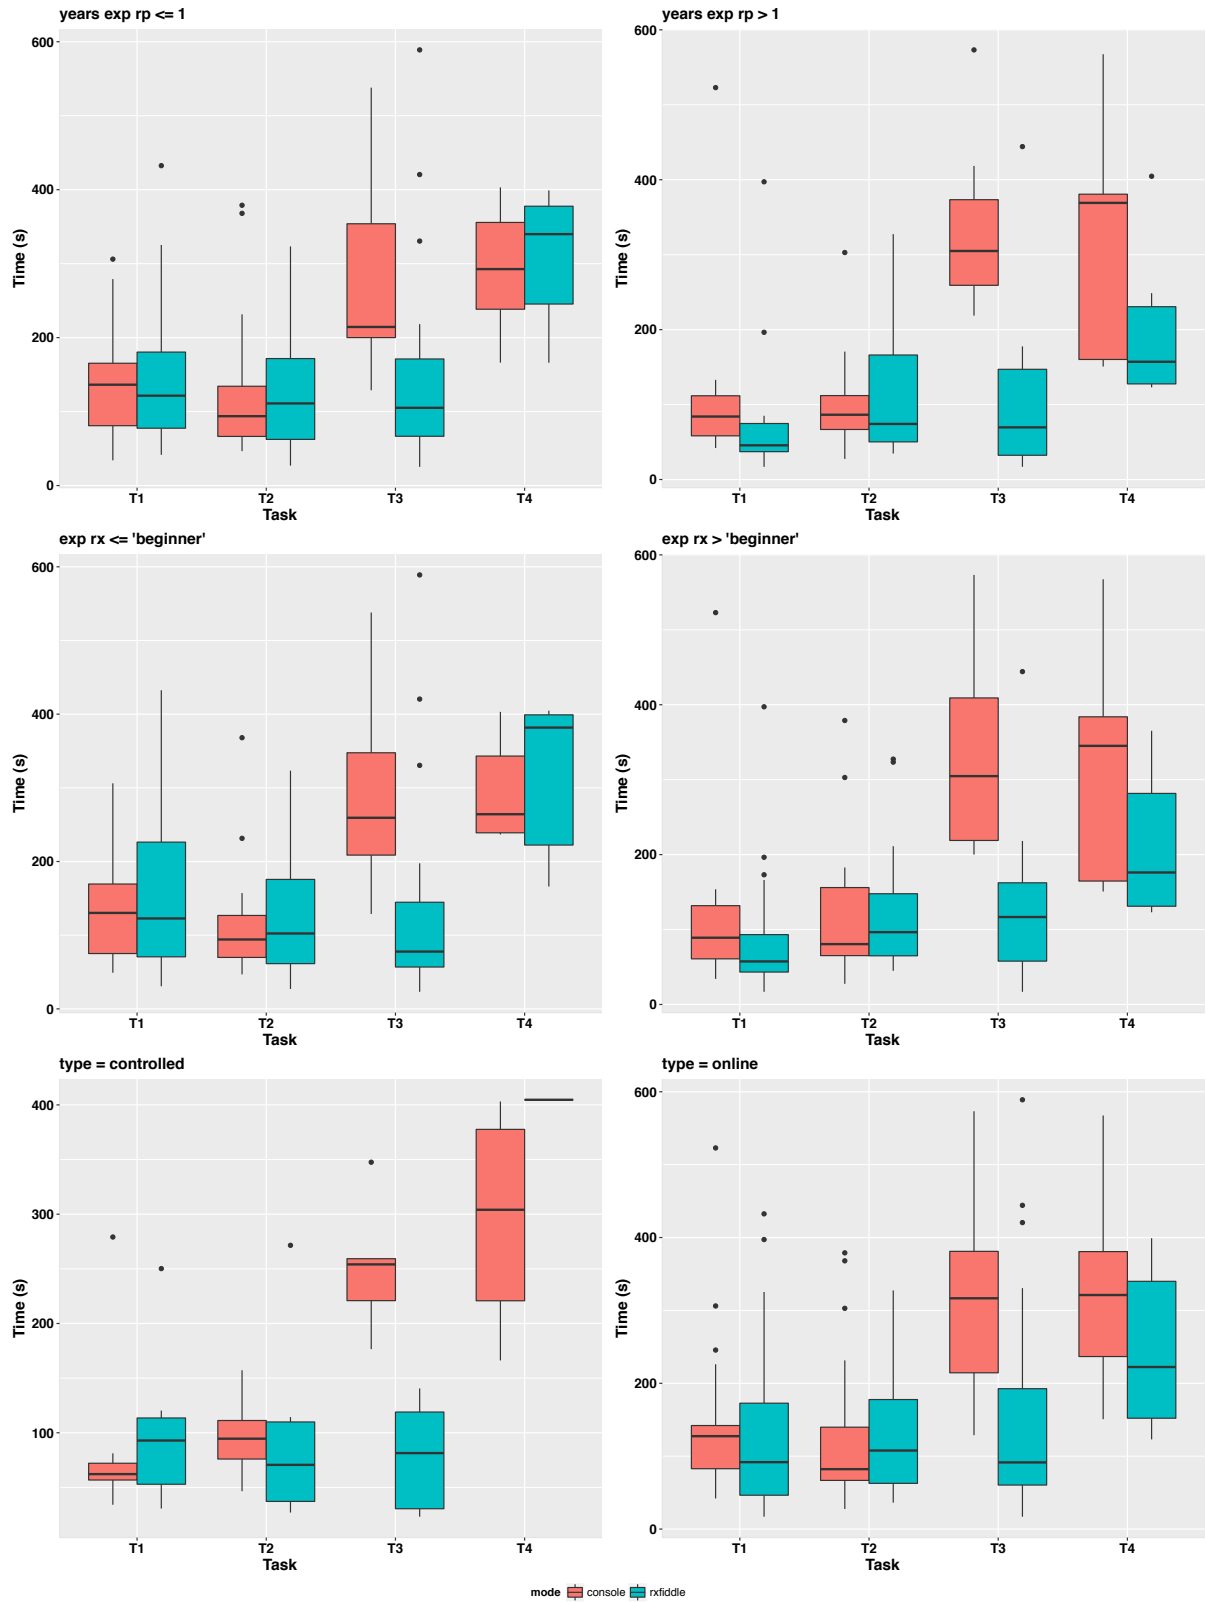 years exp rp <= 1
600
400
200
0
Time (s)
T1 T2 T3 T4
Task
years exp rp > 1
600
400
200
0
Time (s)
T1 T2 T3 T4
Task
exp rx <= 'beginner'
600
400
200
0
Time (s)
T1 T2 T3 T4
Task
exp rx > 'beginner'
600
400
200
0
Time (s)
T1 T2 T3 T4
Task
type = controlled
400
300
200
100
Time (s)
T1 T2 T3 T4
Task
type = online
600
400
200
0
Time (s)
T1 T2 T3 T4
Task
mode console rxfiddle